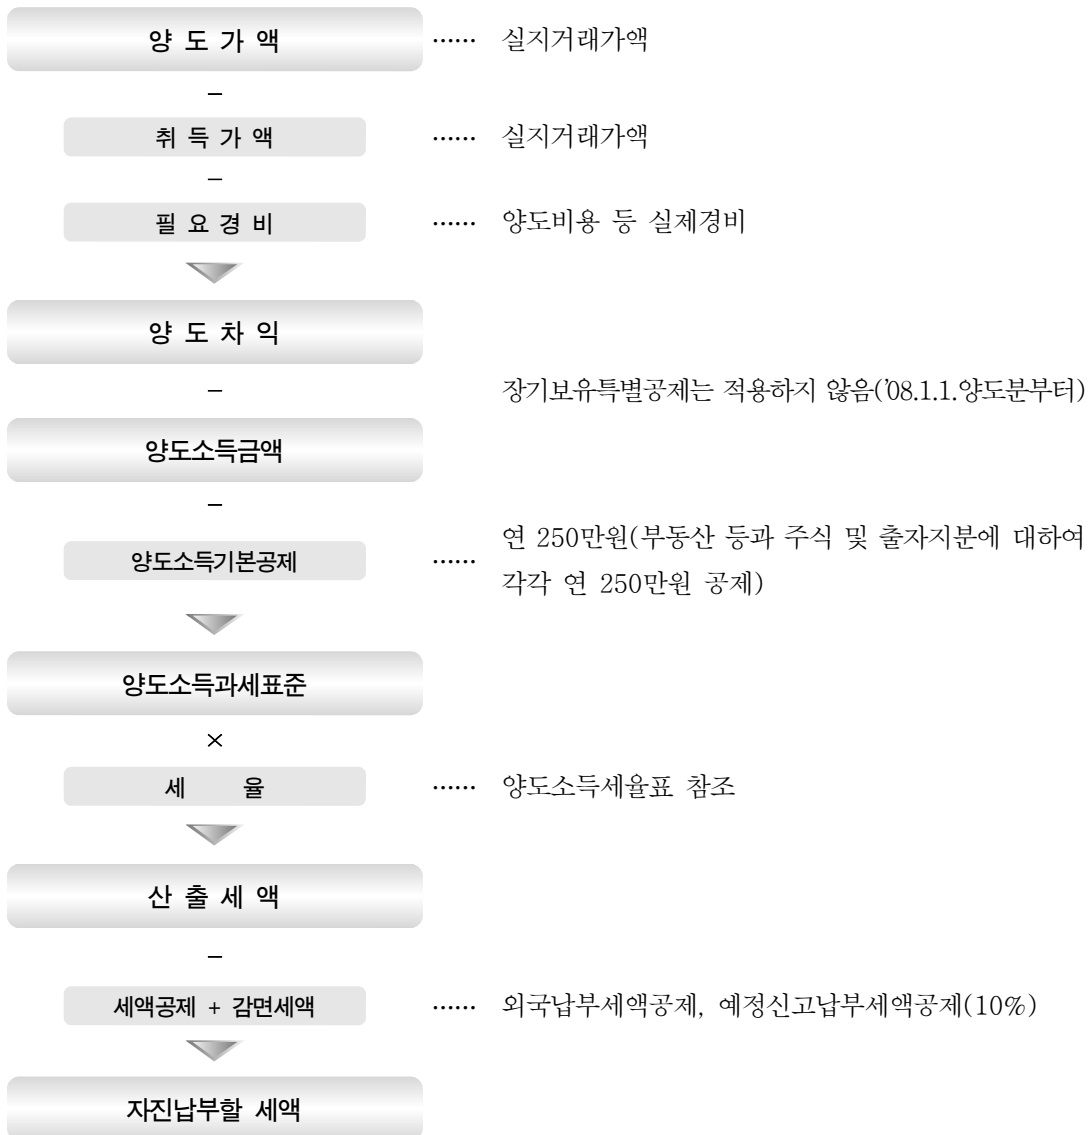 양 도 가 액 …… 실지거래가액
－
취 득 가 액 …… 실지거래가액
－
필 요 경 비 …… 양도비용 등 실제경비
양 도 차 익
－ 장기보유특별공제는 적용하지 않음('08.1.1.양도분부터)
양도소득금액
－
양도소득기본공제 …… 연 250만원(부동산 등과 주식 및 출자지분에 대하여
각각 연 250만원 공제)
양도소득과세표준
×
세 율 …… 양도소득세율표 참조
산 출 세 액
－
세액공제 + 감면세액 …… 외국납부세액공제, 예정신고납부세액공제(10%)
자진납부할 세액